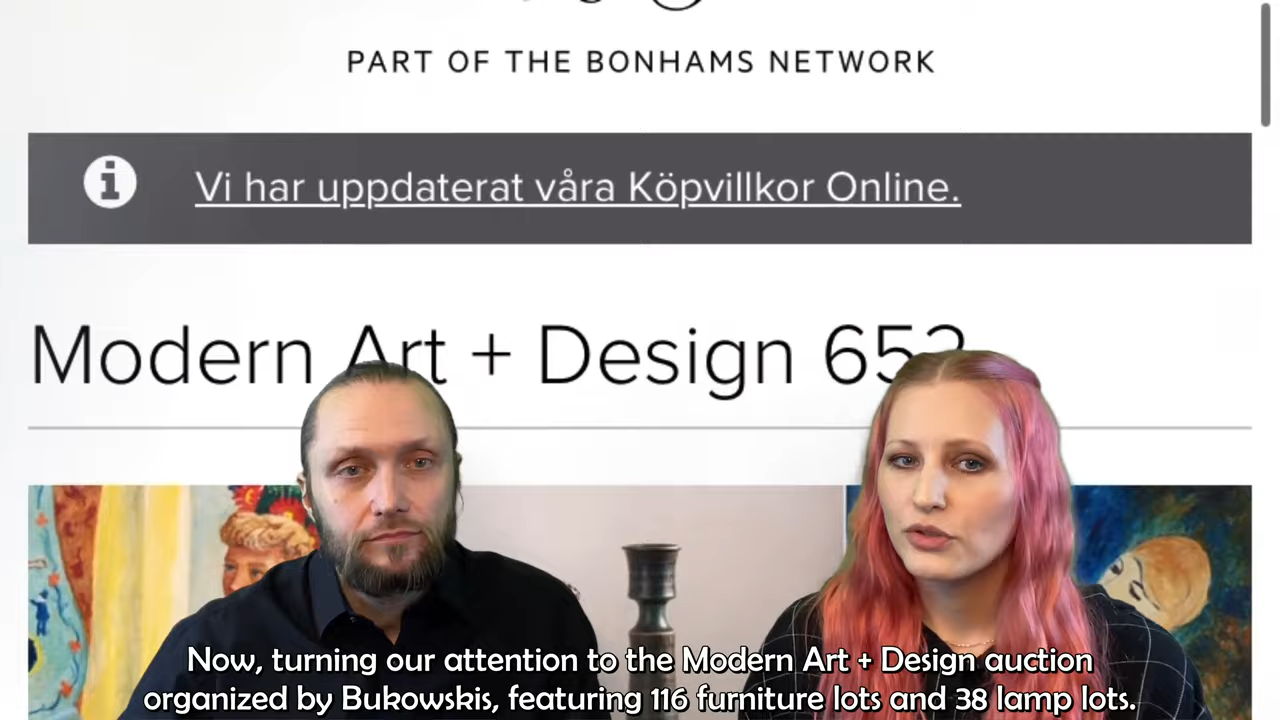 PART OF THE BONHAMS NETWORK
Vi har uppdaterat våra Köpvillkor Online.
Modern Art + Design
Now, turning our attention to the Modern Art + Design auction
organized by Bukowskis, featuring 116 furniture lots and 38 lamp lots.